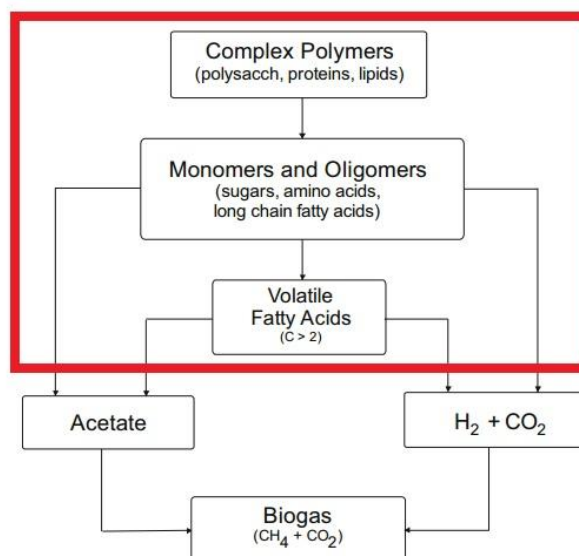 Complex Polymers
(polysacch, proteins, lipids)
Monomers and Oligomers
(sugars, amino acids,
long chain fatty acids)
Volatile
Fatty Acids
(C > 2)
Acetate
H₂ + CO₂
Biogas
(CH₄ + CO₂)